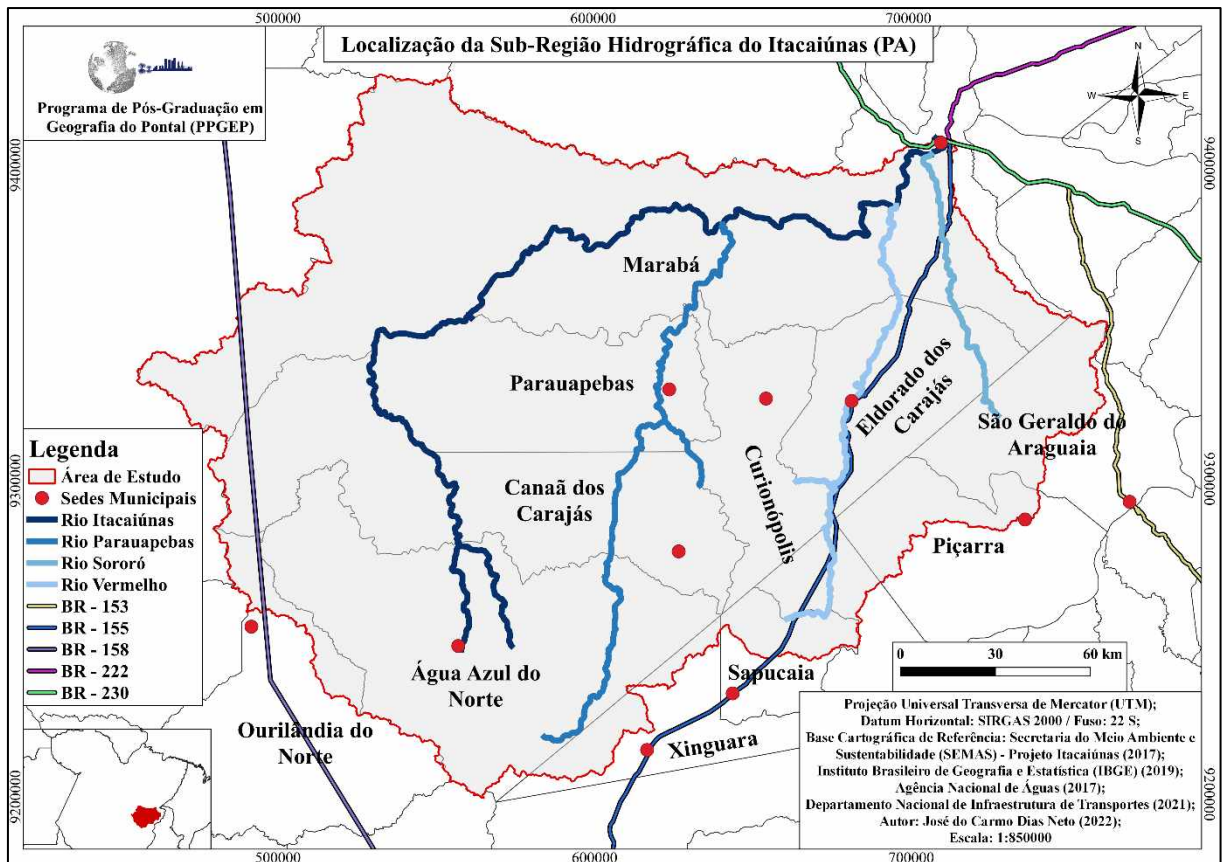 500000
600000
700000
Localização da Sub-Região Hidrográfica do Itacaiúnas (PA)
Programa de Pós-Graduação em
Geografia do Pontal (PPGEP)
N
W
E
S
9400000
9400000
Marabá
Parauapebas
Eldorado dos
Carajás
São Geraldo do
Araguaia
Legenda
Área de Estudo
Sedes Municipais
Rio Itacaiúnas
Rio Parauapebas
Rio Sororó
Rio Vermelho
BR - 153
BR - 155
BR - 158
BR - 222
BR - 230
9300000
9300000
Canaã dos
Carajás
Curionópolis
Piçarra
0
30
60 km
Água Azul do
Norte
Sapucaia
Ourilândia do
Norte
Xinguara
Projeção Universal Transversa de Mercator (UTM);
Datum Horizontal: SIRGAS 2000 / Fuso: 22 S;
Base Cartográfica de Referência: Secretaria do Meio Ambiente e
Sustentabilidade (SEMAS) - Projeto Itacaiúnas (2017);
Instituto Brasileiro de Geografia e Estatística (IBGE) (2019);
Agência Nacional de Águas (2017);
Departamento Nacional de Infraestrutura de Transportes (2021);
Autor: José do Carmo Dias Neto (2022);
Escala: 1:850000
9200000
9200000
500000
600000
700000